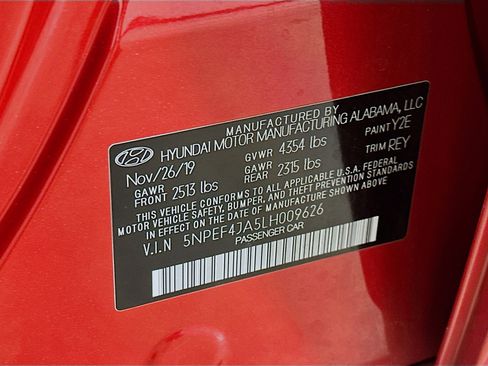 MANUFACTURED BY
HYUNDAI MOTOR MANUFACTURING ALABAMA, LLC
Nov/26/19 GVWR 4354 lbs PAINT Y2E
GAWR FRONT 2513 lbs GAWR REAR 2315 lbs TRIM REY
THIS VEHICLE CONFORMS TO ALL APPLICABLE U.S.A. FEDERAL
MOTOR VEHICLE SAFETY, BUMPER, AND THEFT PREVENTION STANDARDS
IN EFFECT ON THE DATE OF MANUFACTURE SHOWN ABOVE.
V.I.N 5NPEF4JA5LH009626
PASSENGER CAR